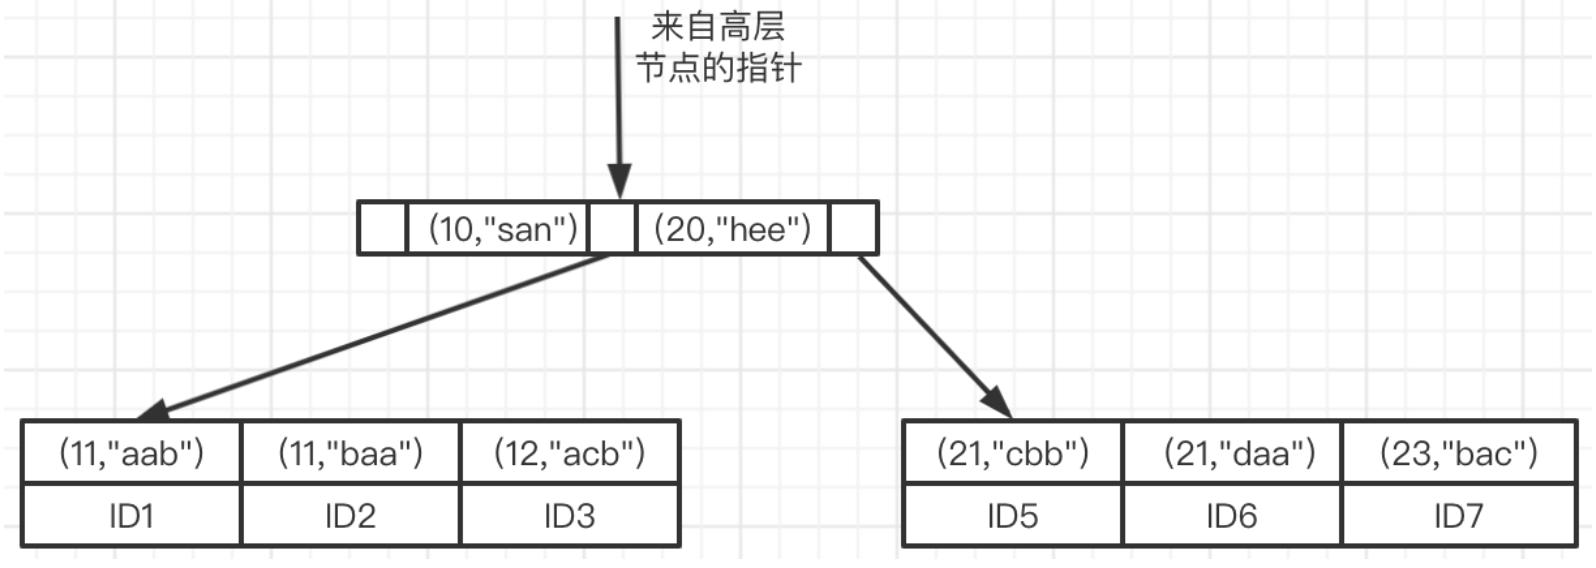 来自高层
节点的指针
(10,"san") (20,"hee")
(11,"aab") (11,"baa") (12,"acb") (21,"cbb") (21,"daa") (23,"bac")
ID1 ID2 ID3 ID5 ID6 ID7